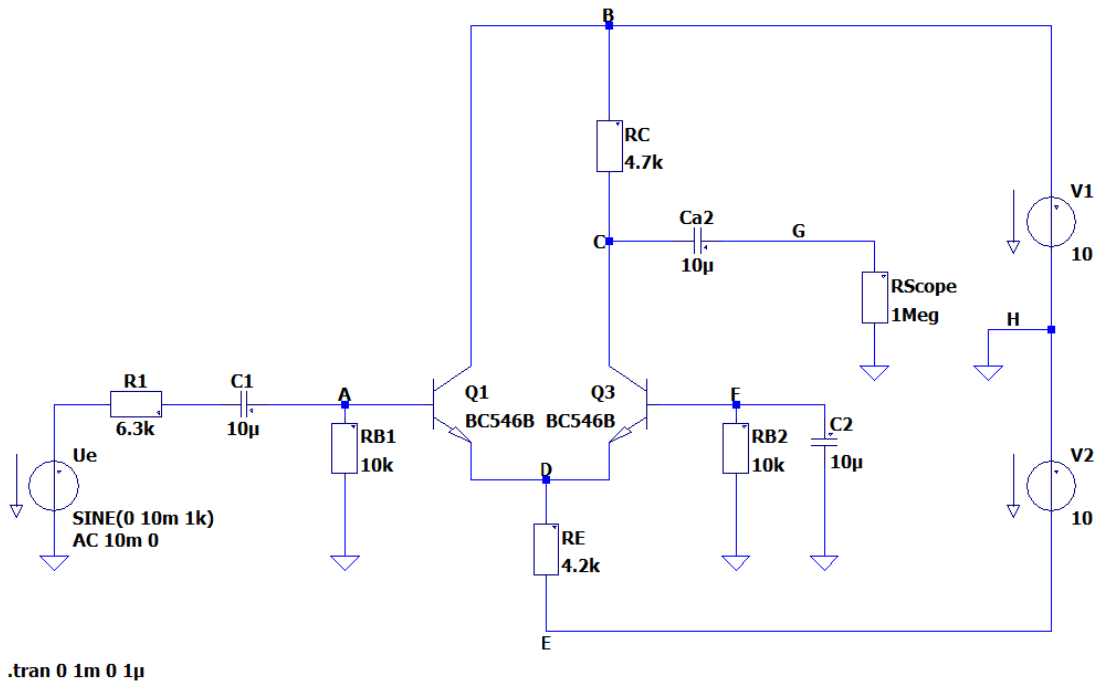 B
RC
4.7k
V1
10
Ca2
G
C
10µ
RScope
1Meg
H
R1
C1
A
Q1
Q3
F
6.3k
10µ
BC546B
BC546B
RB1
10k
RB2
10k
C2
10µ
Ue
D
V2
10
SINE(0 10m 1k)
AC 10m 0
RE
4.2k
E
.tran 0 1m 0 1µ